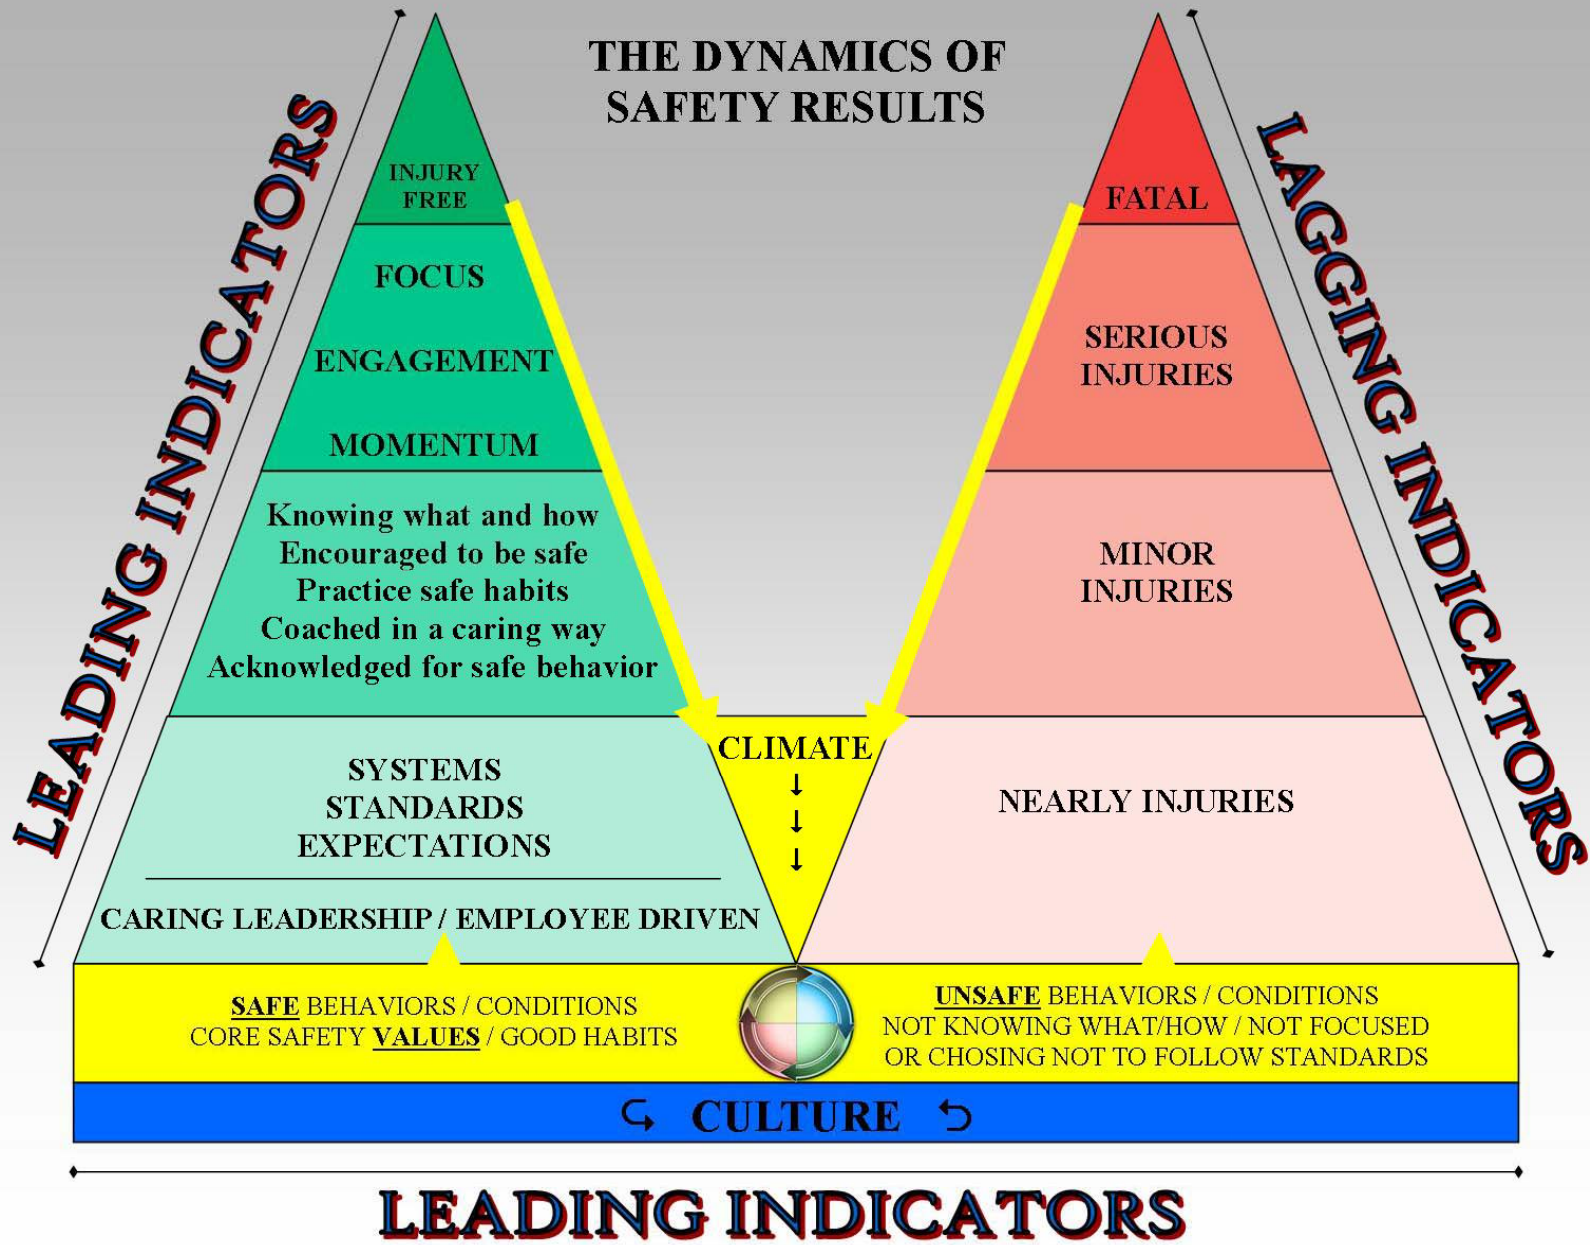 THE DYNAMICS OF
SAFETY RESULTS
LEADING INDICATORS
INJURY
FREE
FOCUS
ENGAGEMENT
MOMENTUM
Knowing what and how
Encouraged to be safe
Practice safe habits
Coached in a caring way
Acknowledged for safe behavior
SYSTEMS
STANDARDS
EXPECTATIONS
CARING LEADERSHIP / EMPLOYEE DRIVEN
CLIMATE
↓
↓
↓
FATAL
SERIOUS
INJURIES
MINOR
INJURIES
NEARLY INJURIES
LAGGING INDICATORS
SAFE BEHAVIORS / CONDITIONS
CORE SAFETY VALUES / GOOD HABITS
UNSAFE BEHAVIORS / CONDITIONS
NOT KNOWING WHAT/HOW / NOT FOCUSED
OR CHOSING NOT TO FOLLOW STANDARDS
CULTURE
LEADING INDICATORS